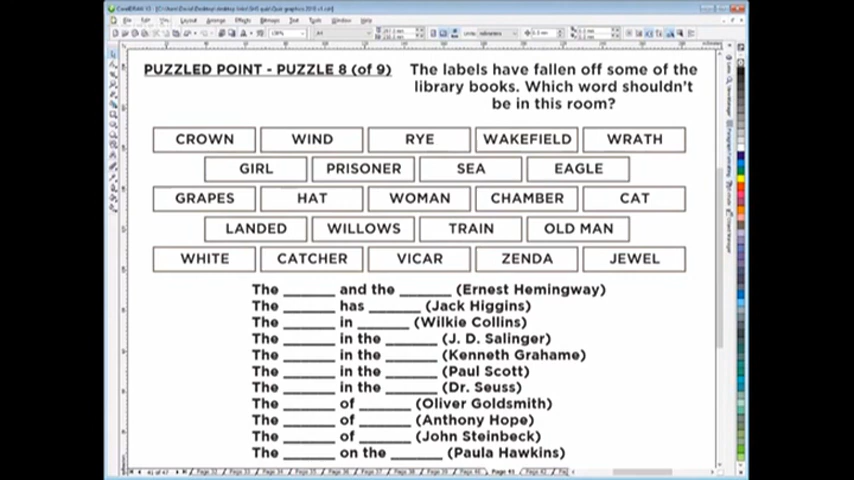 PUZZLED POINT - PUZZLE 8 (of 9)
The labels have fallen off some of the
library books. Which word shouldn't
be in this room?
CROWN WIND RYE WAKEFIELD WRATH
GIRL PRISONER SEA EAGLE
GRAPES HAT WOMAN CHAMBER CAT
LANDED WILLOWS TRAIN OLD MAN
WHITE CATCHER VICAR ZENDA JEWEL
The ______ and the ______ (Ernest Hemingway)
The ______ has ______ (Jack Higgins)
The ______ in ______ (Wilkie Collins)
The ______ in the ______ (J. D. Salinger)
The ______ in the ______ (Kenneth Grahame)
The ______ in the ______ (Paul Scott)
The ______ in the ______ (Dr. Seuss)
The ______ of ______ (Oliver Goldsmith)
The ______ of ______ (Anthony Hope)
The ______ of ______ (John Steinbeck)
The ______ on the ______ (Paula Hawkins)